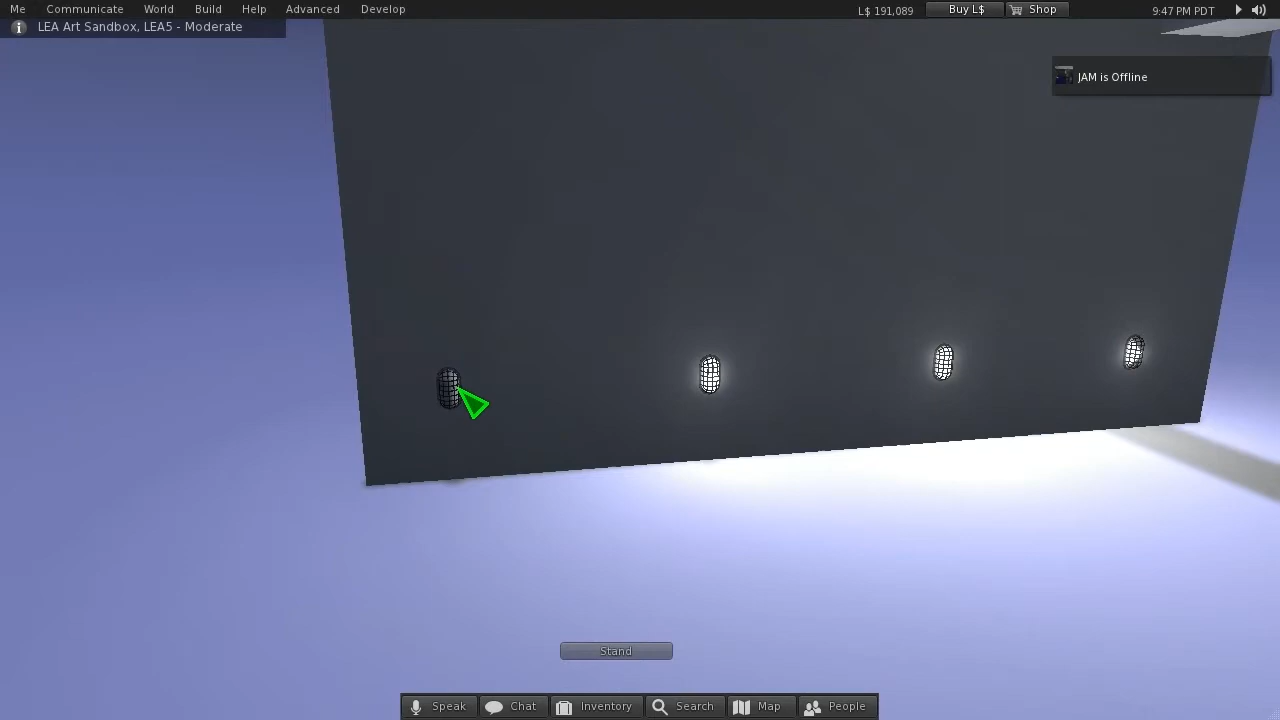 Me Communicate World Build Help Advanced Develop L$ 191,089 Buy L$ Shop 9:47 PM PDT
LEA Art Sandbox, LEA5 - Moderate
JAM is Offline
Stand
Speak Chat Inventory Search Map People